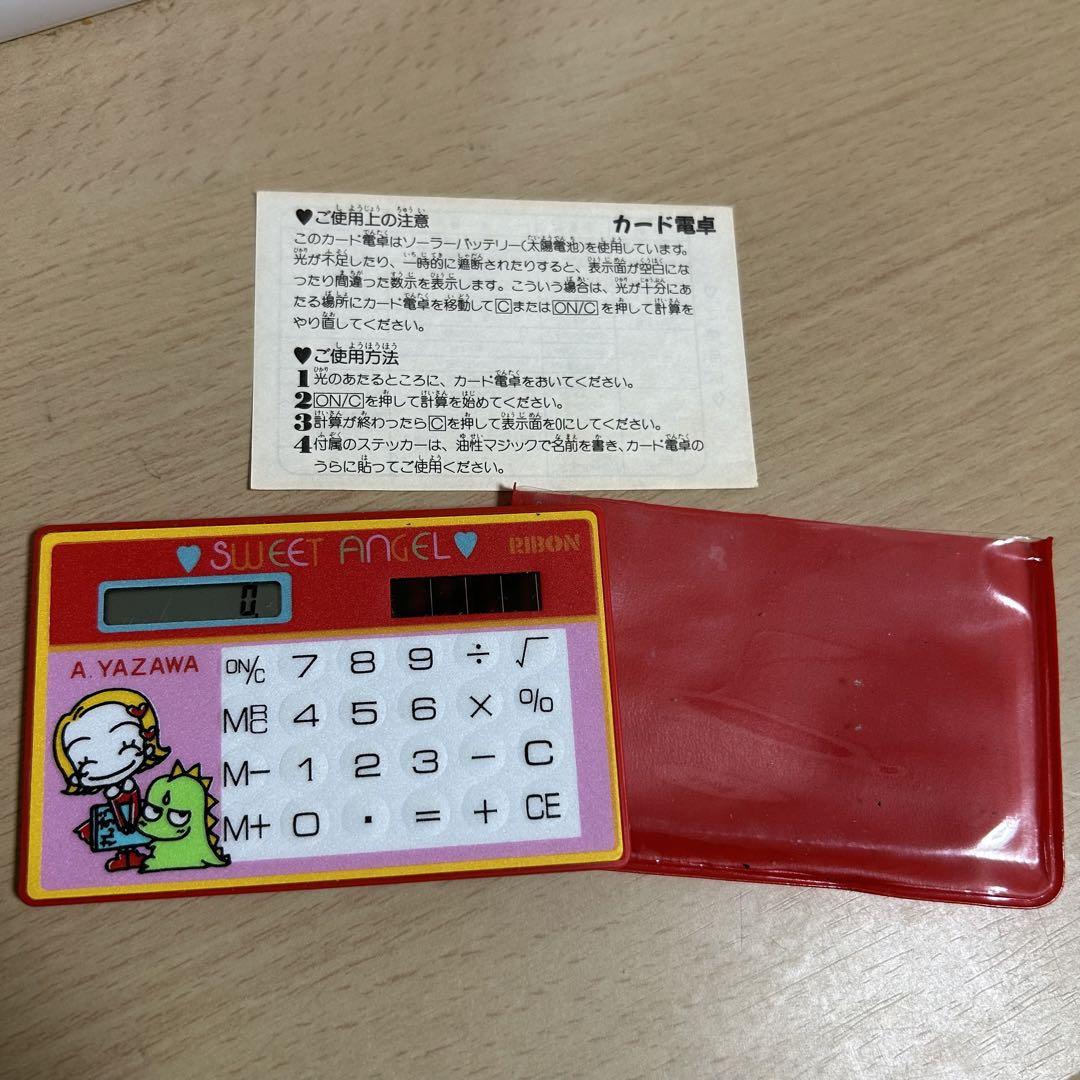 ♥ご使用上の注意 カード電卓
このカード電卓はソーラーバッテリー(太陽電池)を使用しています。
光が不足したり、一時的に遮断されたりすると、表示面が空白にな
ったり間違った数示を表示します。こういう場合は、光が十分にあ
たる場所にカード電卓を移動してCまたはON/Cを押して計算を
やり直してください。
♥ご使用方法
1光のあたるところに、カード電卓をおいてください。
2ON/Cを押して計算を始めてください。
3計算が終わったらCを押して表示面を0にしてください。
4付属のステッカーは、油性マジックで名前を書き、カード電卓の
うらに貼ってご使用ください。
SWEET ANGEL RIBON
0.
A.YAZAWA
ON/C 7 8 9 ÷ √
MRC 4 5 6 × %
M- 1 2 3 - C
M+ 0 . = + CE